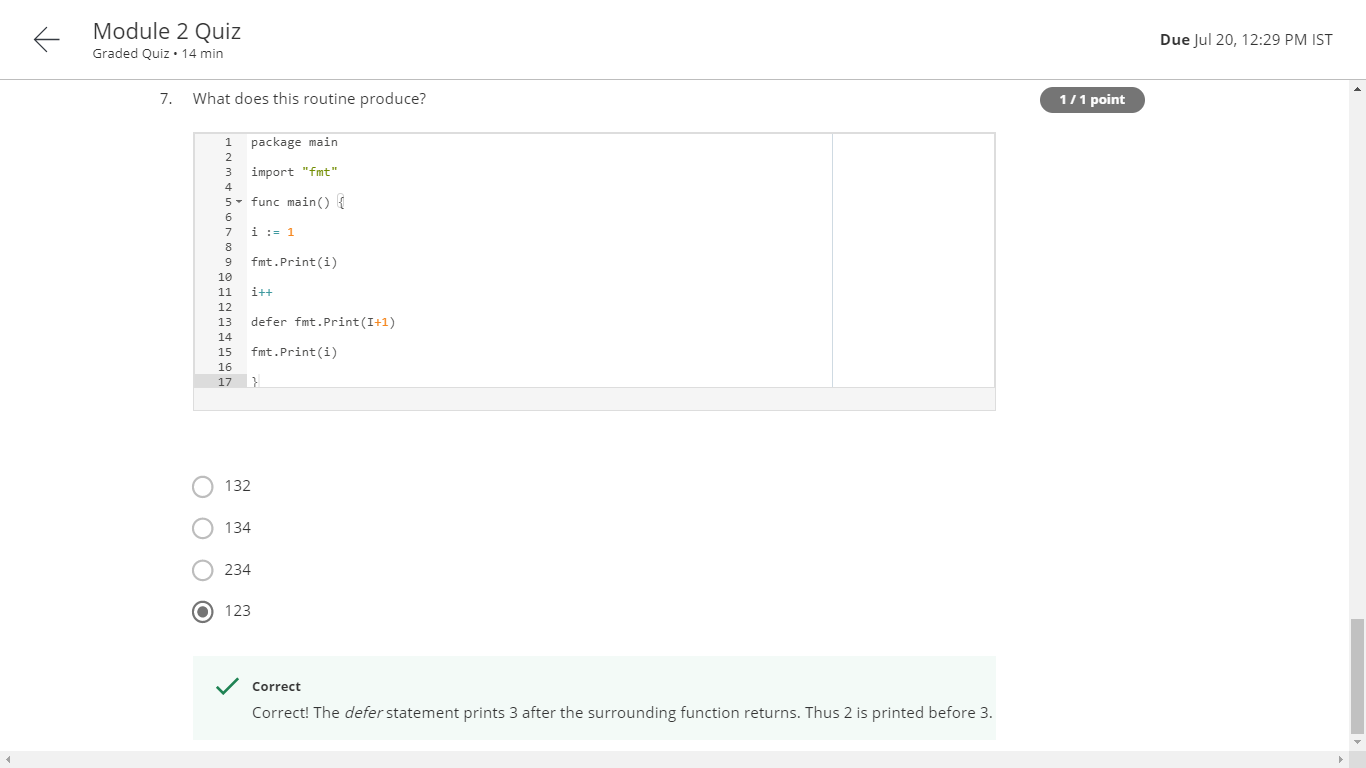 Module 2 Quiz
Graded Quiz • 14 min
Due Jul 20, 12:29 PM IST
7. What does this routine produce?
1 / 1 point
1 package main
2
3 import "fmt"
4
5 func main() {
6
7 i := 1
8
9 fmt.Print(i)
10
11 i++
12
13 defer fmt.Print(I+1)
14
15 fmt.Print(i)
16
17 }
132
134
234
123
Correct
Correct! The defer statement prints 3 after the surrounding function returns. Thus 2 is printed before 3.